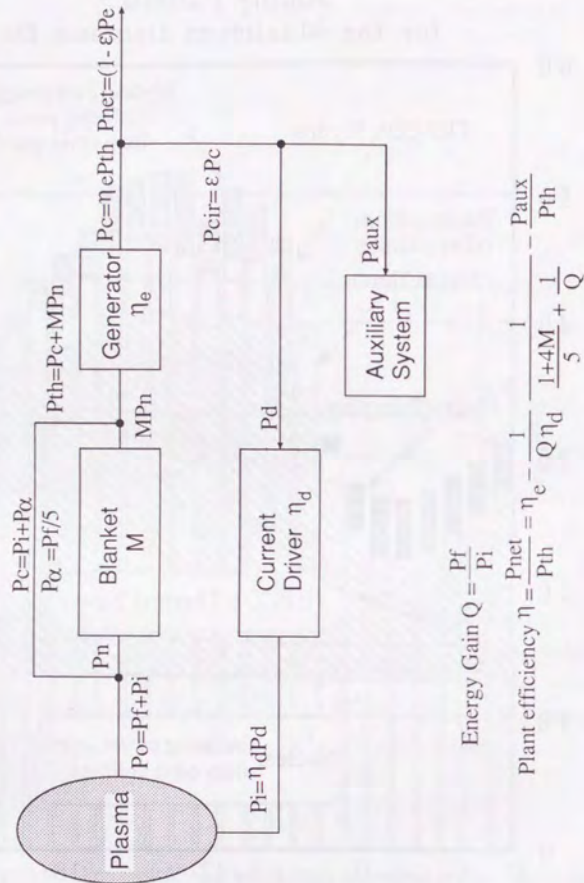 Plasma
Po=Pf+Pi
Pn
Pc=Pi+Pα
Pα=Pf/5
Blanket
M
MPn
Pth=Pc+MPn
Generator
ηe
Pc=ηePth
Pnet=(1-ε)Pc
Pcir=εPc
Pi=ηdPd
Current
Driver ηd
Pd
Paux
Auxiliary
System
Energy Gain Q = Pf/Pi
Plant efficiency η = Pnet/Pth = ηe - 1/(Qηd) 1/((1+4M)/5 + 1/Q) - Paux/Pth